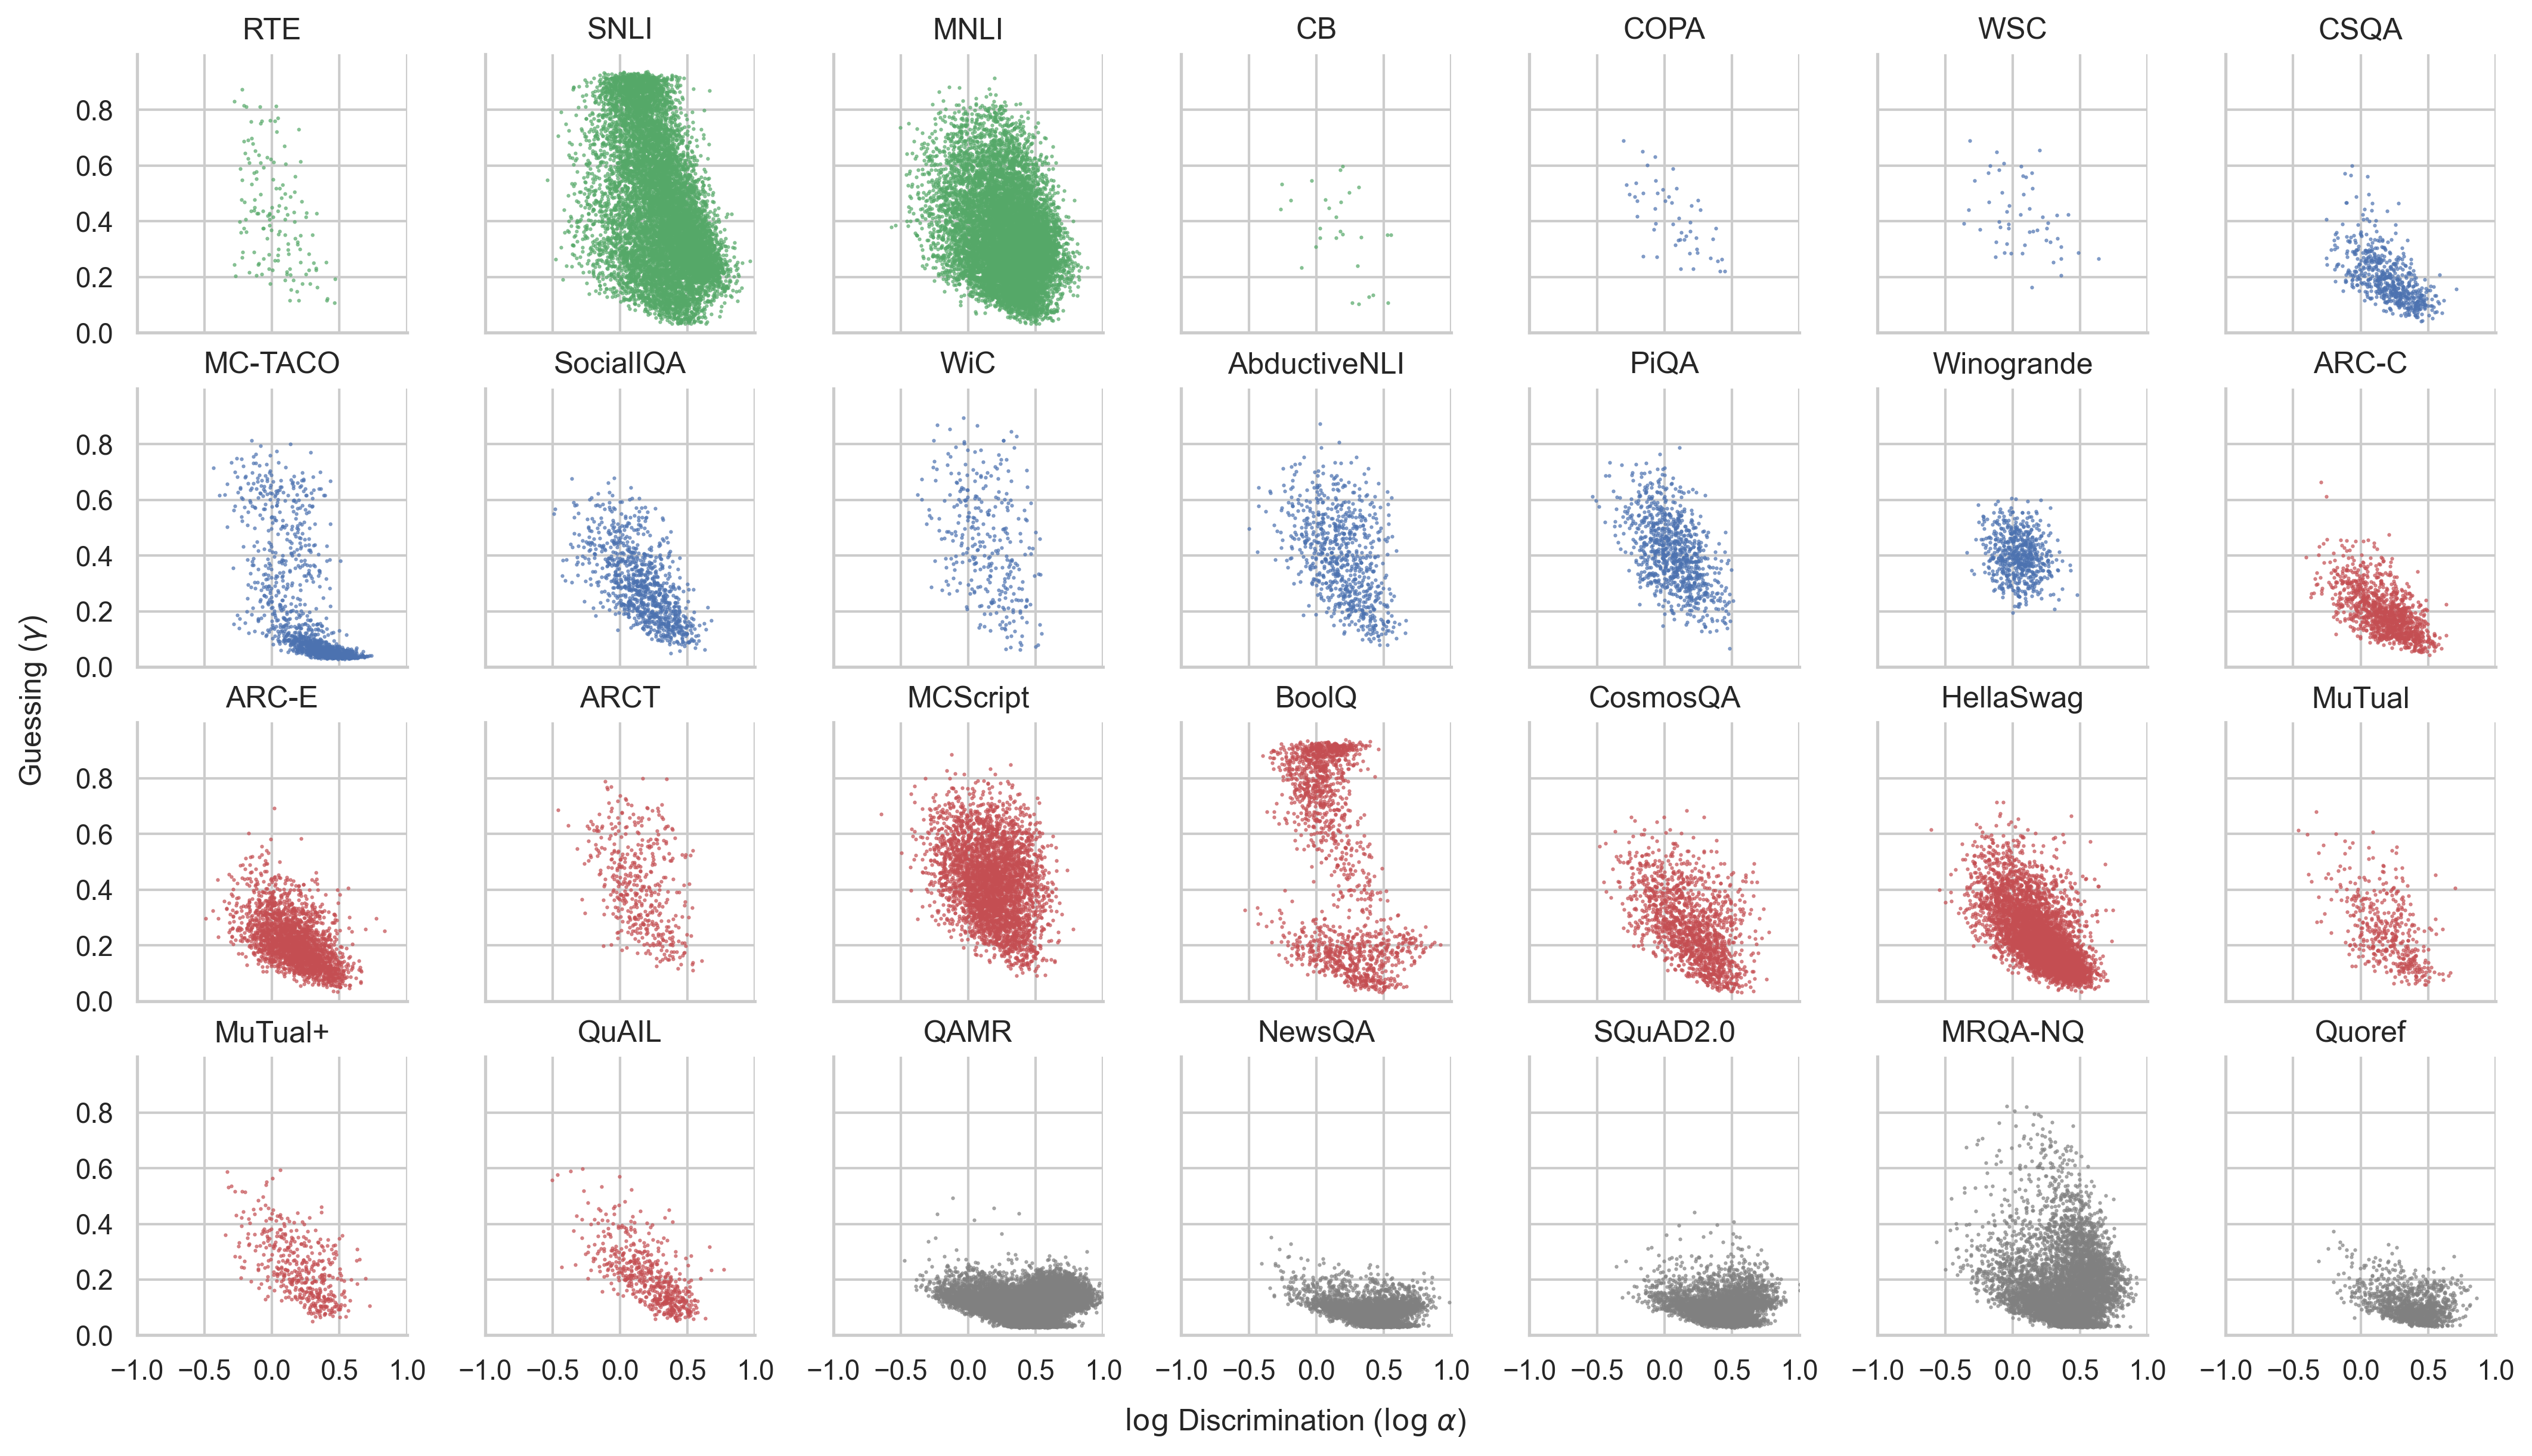 RTE SNLI MNLI CB COPA WSC CSQA
0.8
0.6
0.4
0.2
0.0
MC-TACO SocialIQA WiC AbductiveNLI PiQA Winogrande ARC-C
0.8
0.6
0.4
0.2
0.0
Guessing (γ)
ARC-E ARCT MCScript BoolQ CosmosQA HellaSwag MuTual
0.8
0.6
0.4
0.2
0.0
MuTual+ QuAIL QAMR NewsQA SQuAD2.0 MRQA-NQ Quoref
0.8
0.6
0.4
0.2
0.0
−1.0 −0.5 0.0 0.5 1.0 −1.0 −0.5 0.0 0.5 1.0 −1.0 −0.5 0.0 0.5 1.0 −1.0 −0.5 0.0 0.5 1.0 −1.0 −0.5 0.0 0.5 1.0 −1.0 −0.5 0.0 0.5 1.0 −1.0 −0.5 0.0 0.5 1.0
log Discrimination (log α)